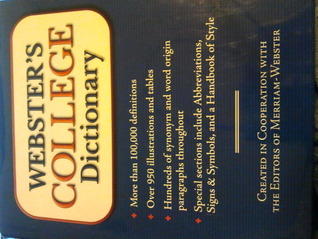 WEBSTER'S
COLLEGE
Dictionary
More than 100,000 definitions
Over 950 illustrations and tables
Hundreds of synonym and word origin
paragraphs throughout
Special sections include Abbreviations,
Signs & Symbols, and a Handbook of Style
CREATED IN COOPERATION WITH
THE EDITORS OF MERRIAM-WEBSTER